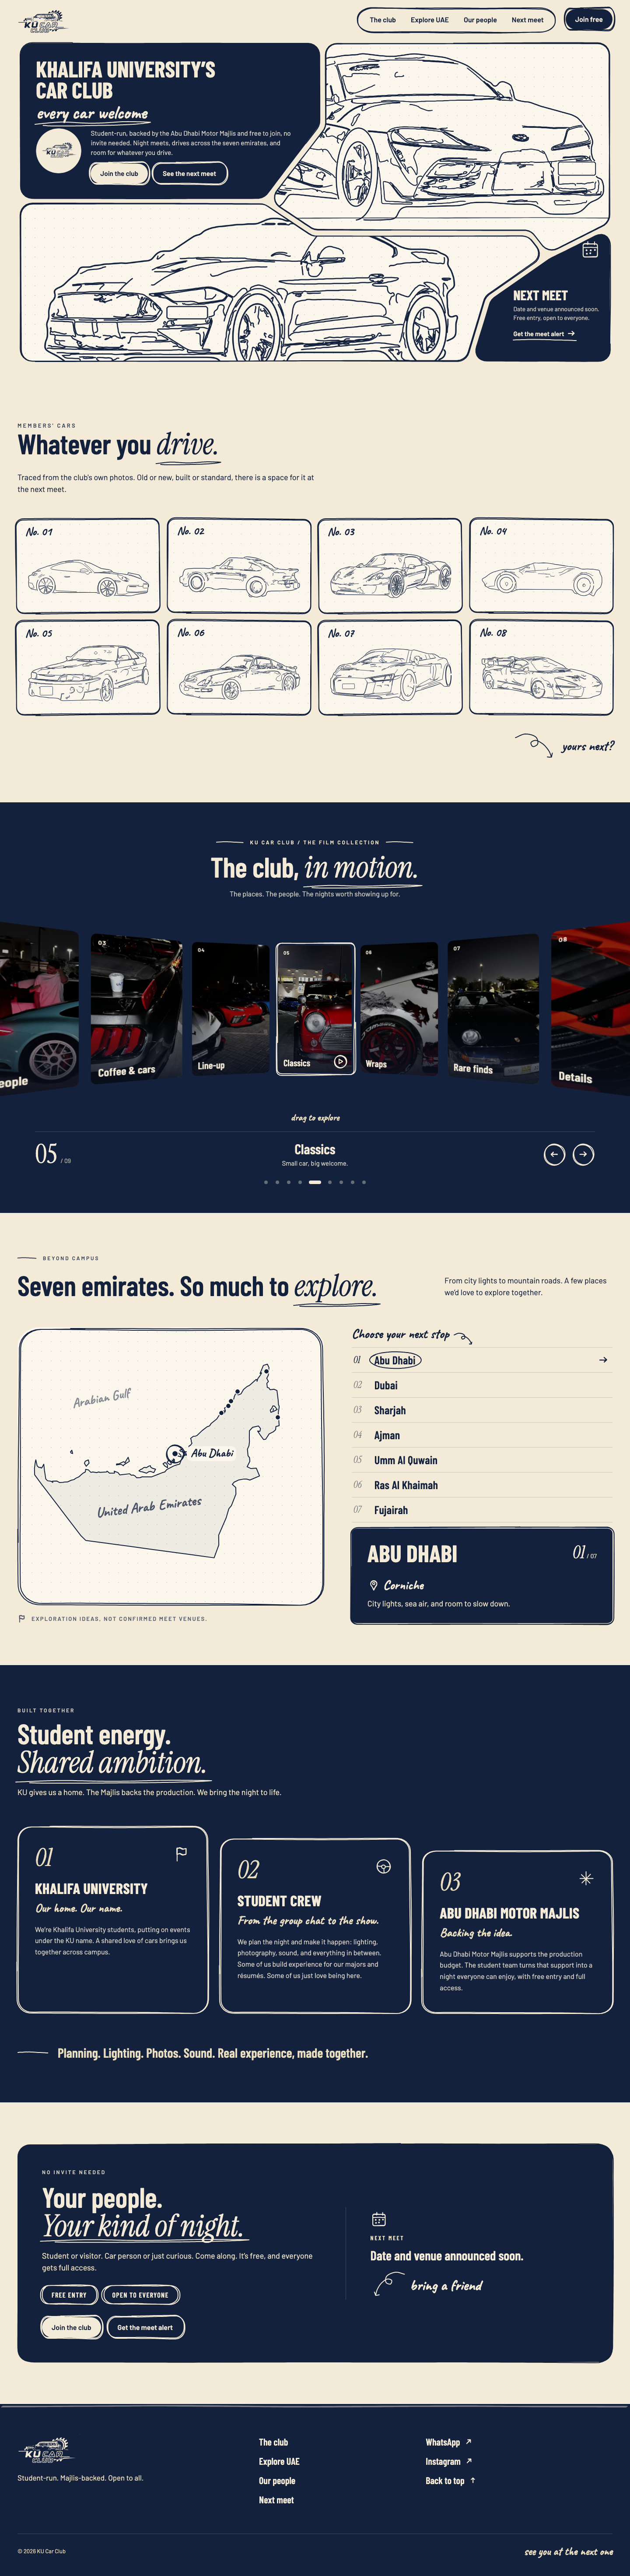 KU CAR
CLUB
The club
Explore UAE
Our people
Next meet
Join free
KHALIFA UNIVERSITY'S
CAR CLUB
every car welcome
Student-run, backed by the Abu Dhabi Motor Majlis and free to join, no
invite needed. Night meets, drives across the seven emirates, and
room for whatever you drive.
Join the club
See the next meet
NEXT MEET
Date and venue announced soon.
Free entry, open to everyone.
Get the meet alert
MEMBERS' CARS
Whatever you drive.
Traced from the club's own photos. Old or new, built or standard, there is a space for it at
the next meet.
No. 01
No. 02
No. 03
No. 04
No. 05
No. 06
No. 07
No. 08
yours next?
KU CAR CLUB / THE FILM COLLECTION
The club, in motion.
The places. The people. The nights worth showing up for.
eople
03
Coffee & cars
04
Line-up
05
Classics
06
Wraps
07
Rare finds
08
Details
drag to explore
05 / 09
Classics
Small car, big welcome.
BEYOND CAMPUS
Seven emirates. So much to explore.
From city lights to mountain roads. A few places
we'd love to explore together.
Arabian Gulf
Abu Dhabi
United Arab Emirates
EXPLORATION IDEAS, NOT CONFIRMED MEET VENUES.
Choose your next stop
01 Abu Dhabi
02 Dubai
03 Sharjah
04 Ajman
05 Umm Al Quwain
06 Ras Al Khaimah
07 Fujairah
ABU DHABI
01 / 07
Corniche
City lights, sea air, and room to slow down.
BUILT TOGETHER
Student energy.
Shared ambition.
KU gives us a home. The Majlis backs the production. We bring the night to life.
01
KHALIFA UNIVERSITY
Our home. Our name.
We're Khalifa University students, putting on events
under the KU name. A shared love of cars brings us
together across campus.
02
STUDENT CREW
From the group chat to the show.
We plan the night and make it happen: lighting,
photography, sound, and everything in between.
Some of us build experience for our majors and
résumés. Some of us just love being here.
03
ABU DHABI MOTOR MAJLIS
Backing the idea.
Abu Dhabi Motor Majlis supports the production
budget. The student team turns that support into a
night everyone can enjoy, with free entry and full
access.
Planning. Lighting. Photos. Sound. Real experience, made together.
NO INVITE NEEDED
Your people.
Your kind of night.
Student or visitor. Car person or just curious. Come along. It's free, and everyone
gets full access.
FREE ENTRY
OPEN TO EVERYONE
Join the club
Get the meet alert
NEXT MEET
Date and venue announced soon.
bring a friend
KU CAR
CLUB
Student-run. Majlis-backed. Open to all.
The club
Explore UAE
Our people
Next meet
WhatsApp
Instagram
Back to top
© 2026 KU Car Club
see you at the next one